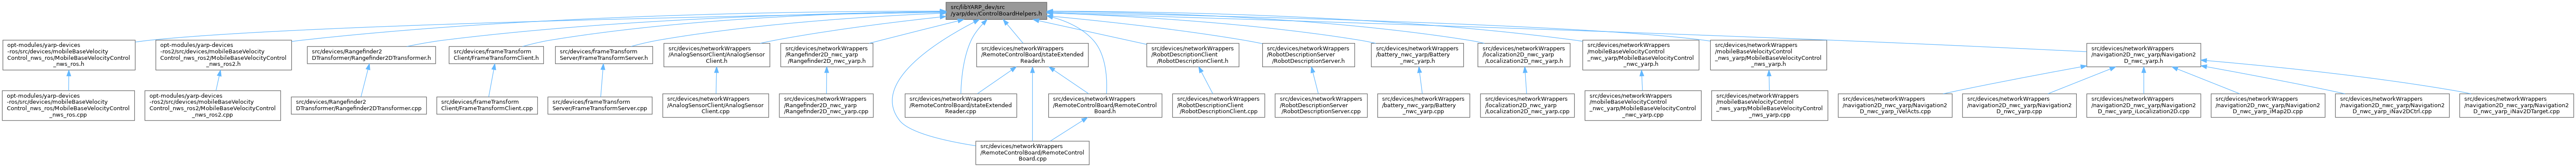 src/libYARP_dev/src
/yarp/dev/ControlBoardHelpers.h
opt-modules/yarp-devices
-ros/src/devices/mobileBaseVelocity
Control_nws_ros/MobileBaseVelocityControl
_nws_ros.h
opt-modules/yarp-devices
-ros2/src/devices/mobileBaseVelocity
Control_nws_ros2/MobileBaseVelocityControl
_nws_ros2.h
src/devices/Rangefinder2
DTransformer/Rangefinder2DTransformer.h
src/devices/frameTransform
Client/FrameTransformClient.h
src/devices/frameTransform
Server/FrameTransformServer.h
src/devices/networkWrappers
/AnalogSensorClient/AnalogSensor
Client.h
src/devices/networkWrappers
/Rangefinder2D_nwc_yarp
/Rangefinder2D_nwc_yarp.h
src/devices/networkWrappers
/RemoteControlBoard/stateExtended
Reader.h
src/devices/networkWrappers
/RobotDescriptionClient
/RobotDescriptionClient.h
src/devices/networkWrappers
/RobotDescriptionServer
/RobotDescriptionServer.h
src/devices/networkWrappers
/battery_nwc_yarp/Battery
_nwc_yarp.h
src/devices/networkWrappers
/localization2D_nwc_yarp
/Localization2D_nwc_yarp.h
src/devices/networkWrappers
/mobileBaseVelocityControl
_nwc_yarp/MobileBaseVelocityControl
_nwc_yarp.h
src/devices/networkWrappers
/mobileBaseVelocityControl
_nws_yarp/MobileBaseVelocityControl
_nws_yarp.h
src/devices/networkWrappers
/navigation2D_nwc_yarp/Navigation2
D_nwc_yarp.h
opt-modules/yarp-devices
-ros/src/devices/mobileBaseVelocity
Control_nws_ros/MobileBaseVelocityControl
_nws_ros.cpp
opt-modules/yarp-devices
-ros2/src/devices/mobileBaseVelocity
Control_nws_ros2/MobileBaseVelocityControl
_nws_ros2.cpp
src/devices/Rangefinder2
DTransformer/Rangefinder2DTransformer.cpp
src/devices/frameTransform
Client/FrameTransformClient.cpp
src/devices/frameTransform
Server/FrameTransformServer.cpp
src/devices/networkWrappers
/AnalogSensorClient/AnalogSensor
Client.cpp
src/devices/networkWrappers
/Rangefinder2D_nwc_yarp
/Rangefinder2D_nwc_yarp.cpp
src/devices/networkWrappers
/RemoteControlBoard/stateExtended
Reader.cpp
src/devices/networkWrappers
/RemoteControlBoard/RemoteControl
Board.h
src/devices/networkWrappers
/RobotDescriptionClient
/RobotDescriptionClient.cpp
src/devices/networkWrappers
/RobotDescriptionServer
/RobotDescriptionServer.cpp
src/devices/networkWrappers
/battery_nwc_yarp/Battery
_nwc_yarp.cpp
src/devices/networkWrappers
/localization2D_nwc_yarp
/Localization2D_nwc_yarp.cpp
src/devices/networkWrappers
/mobileBaseVelocityControl
_nwc_yarp/MobileBaseVelocityControl
_nwc_yarp.cpp
src/devices/networkWrappers
/mobileBaseVelocityControl
_nws_yarp/MobileBaseVelocityControl
_nws_yarp.cpp
src/devices/networkWrappers
/navigation2D_nwc_yarp/Navigation2
D_nwc_yarp_iVelActs.cpp
src/devices/networkWrappers
/navigation2D_nwc_yarp/Navigation2
D_nwc_yarp.cpp
src/devices/networkWrappers
/navigation2D_nwc_yarp/Navigation2
D_nwc_yarp_iLocalization2D.cpp
src/devices/networkWrappers
/navigation2D_nwc_yarp/Navigation2
D_nwc_yarp_iMap2D.cpp
src/devices/networkWrappers
/navigation2D_nwc_yarp/Navigation2
D_nwc_yarp_iNav2DCtrl.cpp
src/devices/networkWrappers
/navigation2D_nwc_yarp/Navigation2
D_nwc_yarp_iNav2DTarget.cpp
src/devices/networkWrappers
/RemoteControlBoard/RemoteControl
Board.cpp